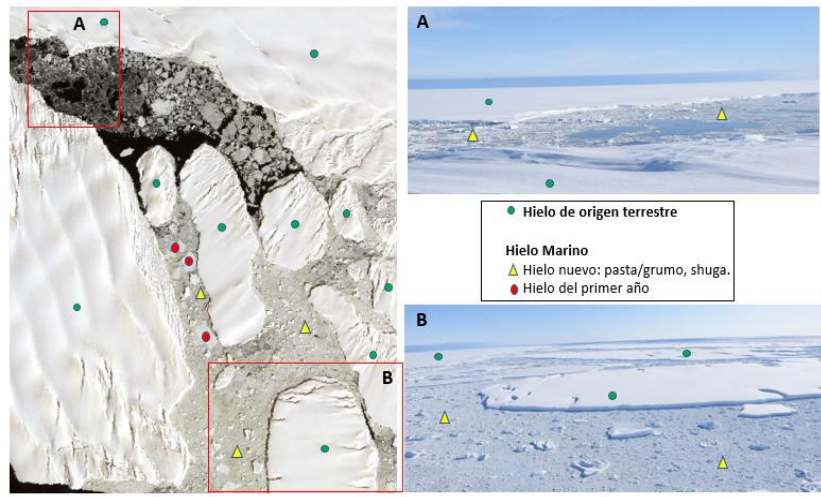 A
A
Hielo de origen terrestre
Hielo Marino
Hielo nuevo: pasta/grumo, shuga.
Hielo del primer año
B
B